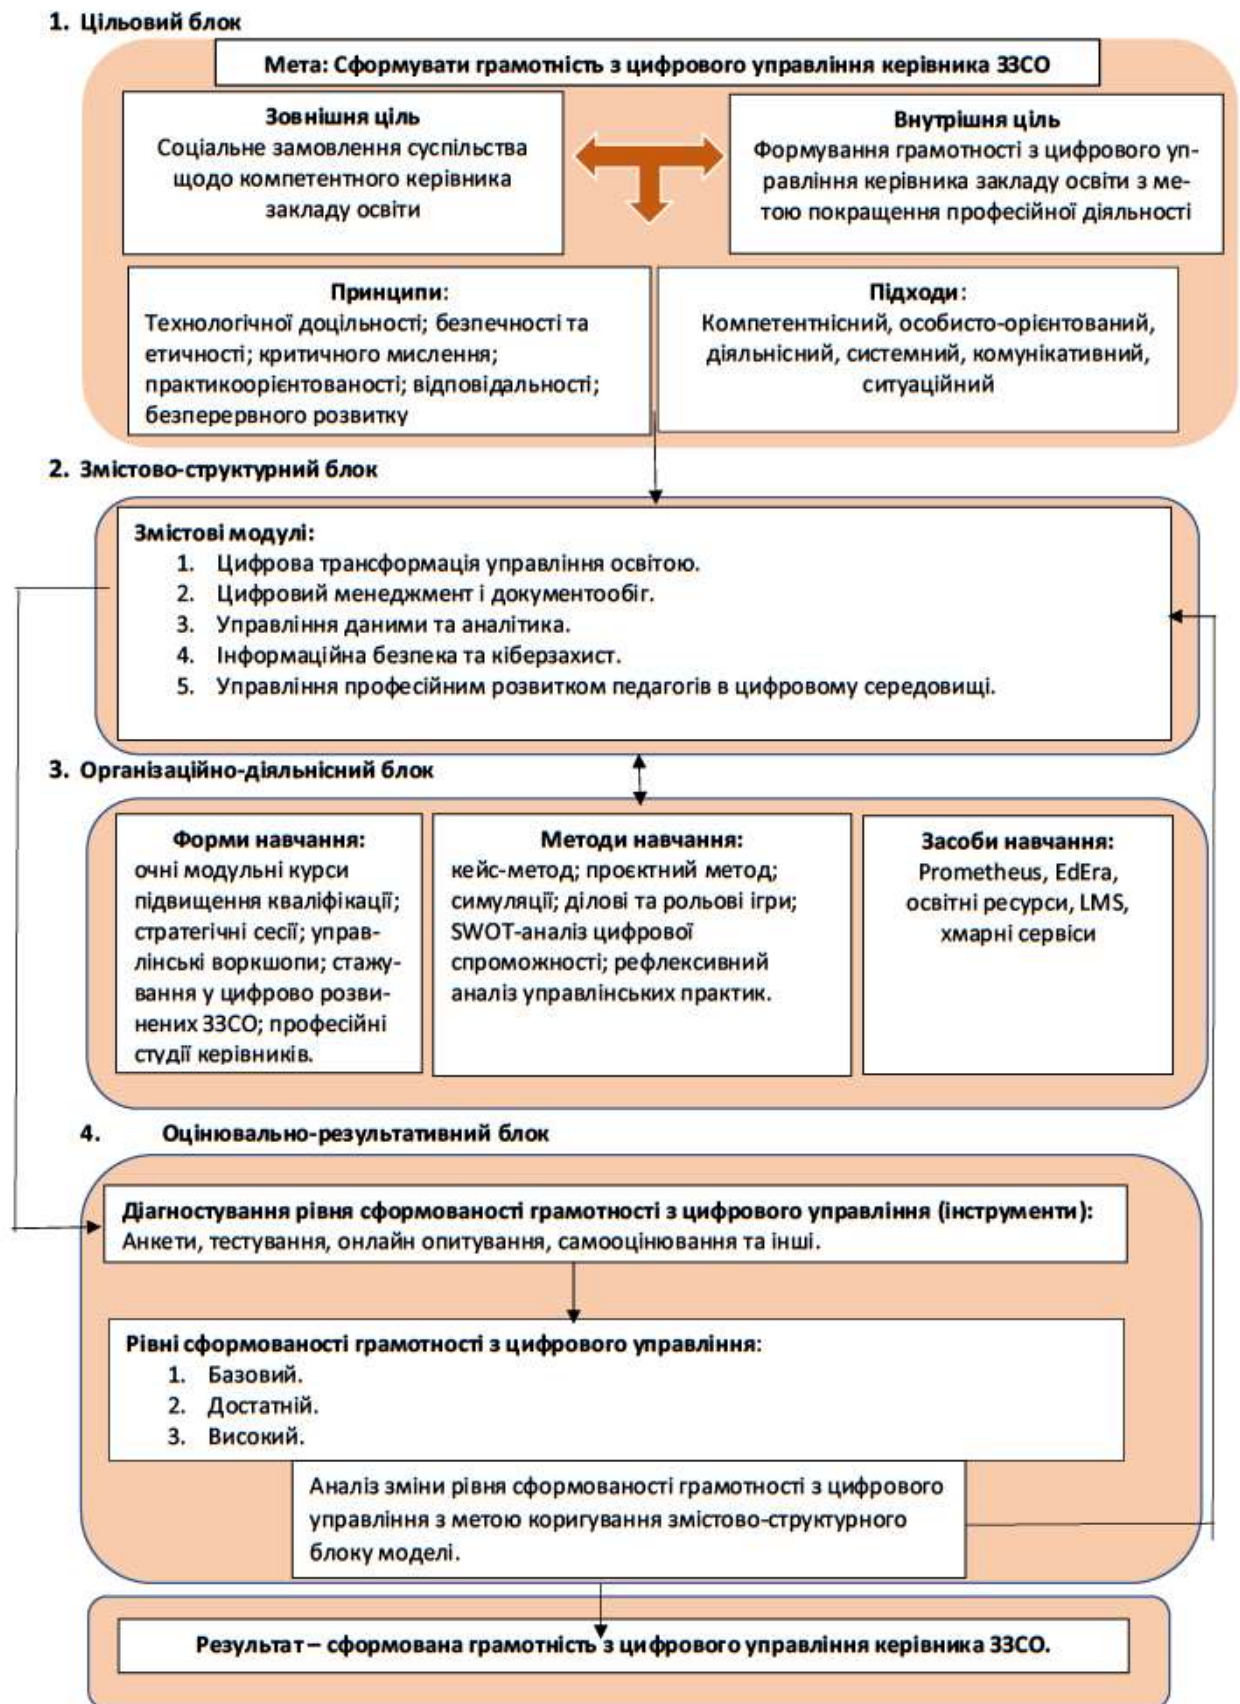 1. Цільовий блок
Мета: Сформувати грамотність з цифрового управління керівника ЗЗСО
Зовнішня ціль
Соціальне замовлення суспільства
щодо компетентного керівника
закладу освіти
Внутрішня ціль
Формування грамотності з цифрового уп-
равління керівника закладу освіти з ме-
тою покращення професійної діяльності
Принципи:
Технологічної доцільності; безпечності та
етичності; критичного мислення;
практикоорієнтованості; відповідальності;
безперервного розвитку
Підходи:
Компетентнісний, особисто-орієнтований,
діяльнісний, системний, комунікативний,
ситуаційний
2. Змістово-структурний блок
Змістові модулі:
1. Цифрова трансформація управління освітою.
2. Цифровий менеджмент і документообіг.
3. Управління даними та аналітика.
4. Інформаційна безпека та кіберзахист.
5. Управління професійним розвитком педагогів в цифровому середовищі.
3. Організаційно-діяльнісний блок
Форми навчання:
очні модульні курси
підвищення кваліфікації;
стратегічні сесії; управ-
лінські воркшопи; стажу-
вання у цифрово розви-
нених ЗЗСО; професійні
студії керівників.
Методи навчання:
кейс-метод; проєктний метод;
симуляції; ділові та рольові ігри;
SWOT-аналіз цифрової
спроможності; рефлексивний
аналіз управлінських практик.
Засоби навчання:
Prometheus, EdEra,
освітні ресурси, LMS,
хмарні сервіси
4. Оцінювально-результативний блок
Діагностування рівня сформованості грамотності з цифрового управління (інструменти):
Анкети, тестування, онлайн опитування, самооцінювання та інші.
Рівні сформованості грамотності з цифрового управління:
1. Базовий.
2. Достатній.
3. Високий.
Аналіз зміни рівня сформованості грамотності з цифрового
управління з метою коригування змістово-структурного
блоку моделі.
Результат – сформована грамотність з цифрового управління керівника ЗЗСО.